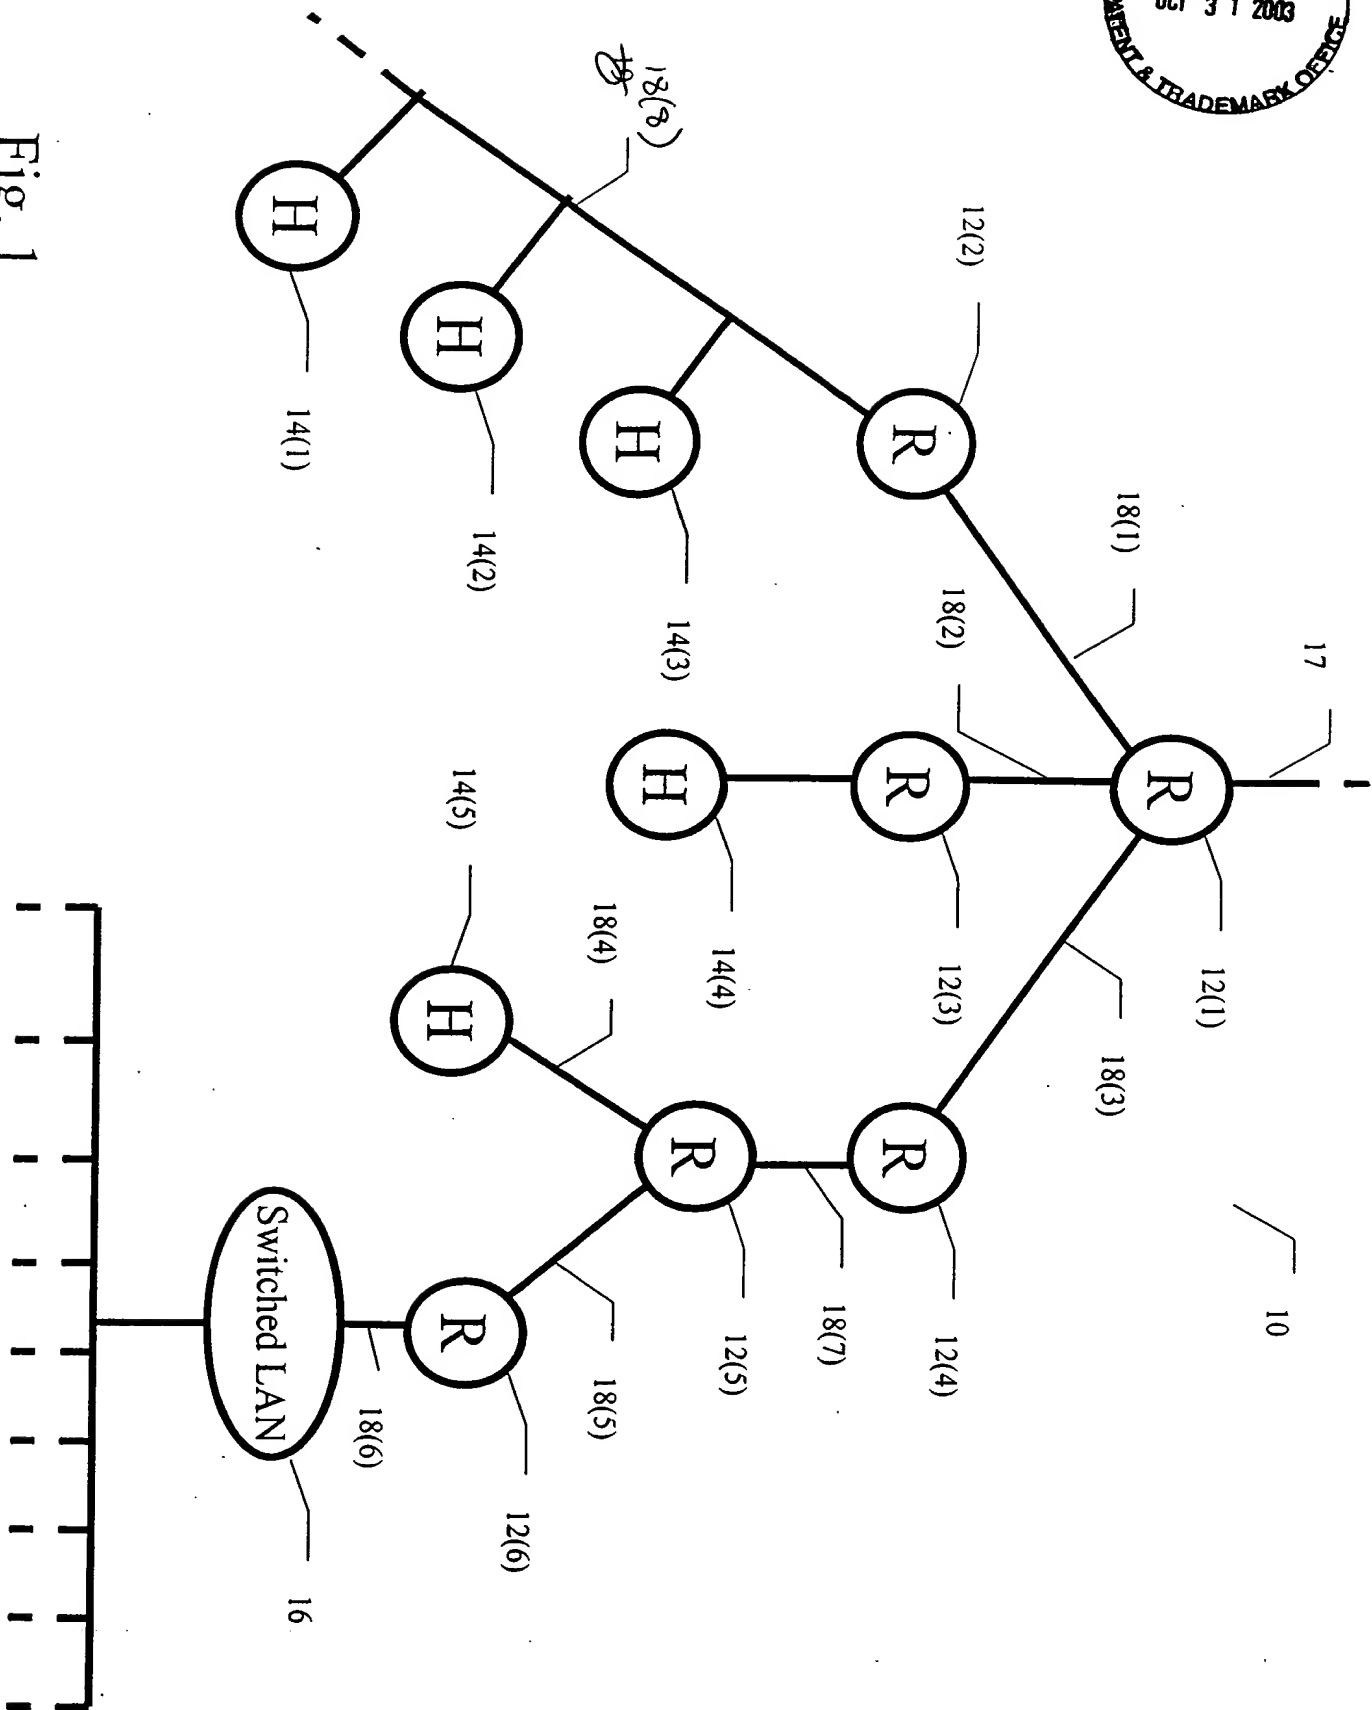 OCT 3 1 2003
PATENT & TRADEMARK OFFICE
17
R
12(1)
10
18(1)
18(3)
12(2)
18(2)
R
R
12(3)
R
12(4)
18(8)
18(7)
H
14(3)
H
14(4)
R
12(5)
18(4)
18(5)
H
14(2)
14(5)
H
R
12(6)
18(6)
H
14(1)
Switched LAN
16
Fig. 1